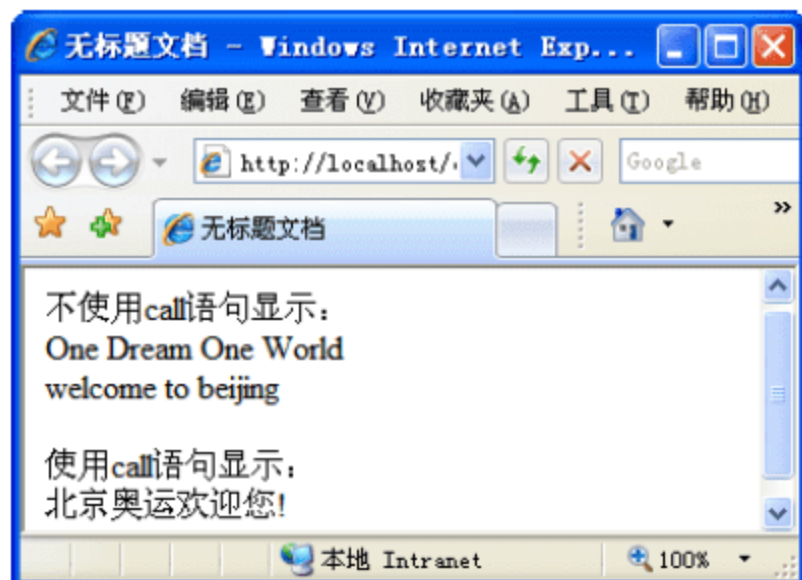 无标题文档 - Windows Internet Exp...
文件(F) 编辑(E) 查看(V) 收藏夹(A) 工具(T) 帮助(H)
http://localhost/ Google
无标题文档 »
不使用call语句显示：
One Dream One World
welcome to beijing
使用call语句显示：
北京奥运欢迎您!
本地 Intranet 100%